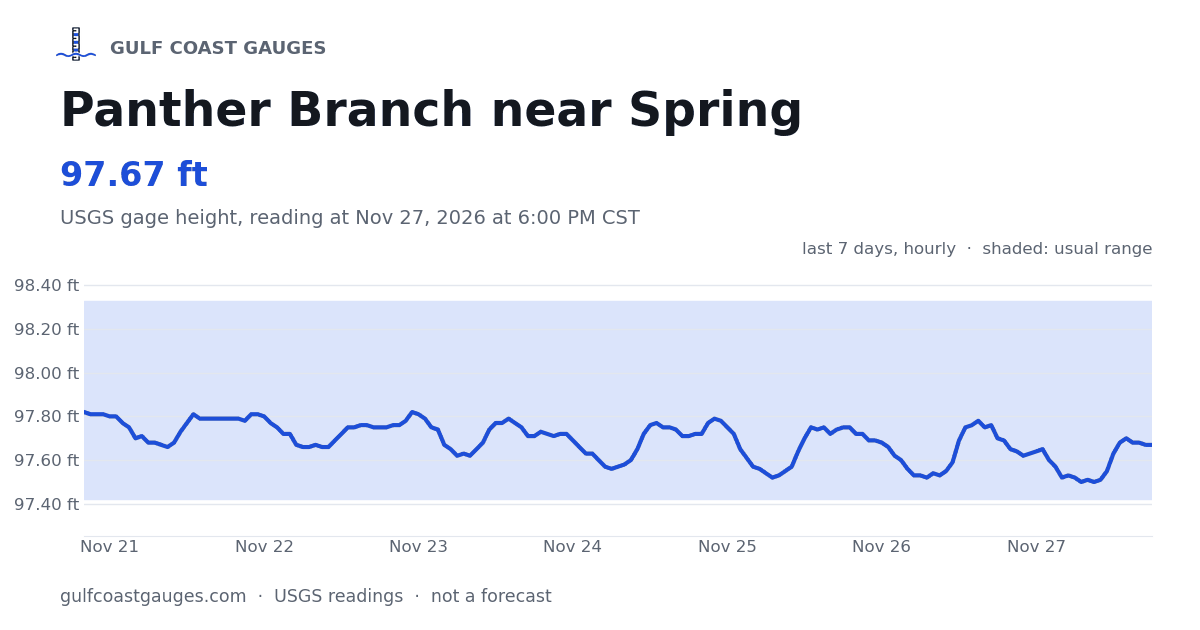 GULF COAST GAUGES
Panther Branch near Spring
97.67 ft
USGS gage height, reading at Nov 27, 2026 at 6:00 PM CST
last 7 days, hourly · shaded: usual range
98.40 ft
98.20 ft
98.00 ft
97.80 ft
97.60 ft
97.40 ft
Nov 21 Nov 22 Nov 23 Nov 24 Nov 25 Nov 26 Nov 27
gulfcoastgauges.com · USGS readings · not a forecast